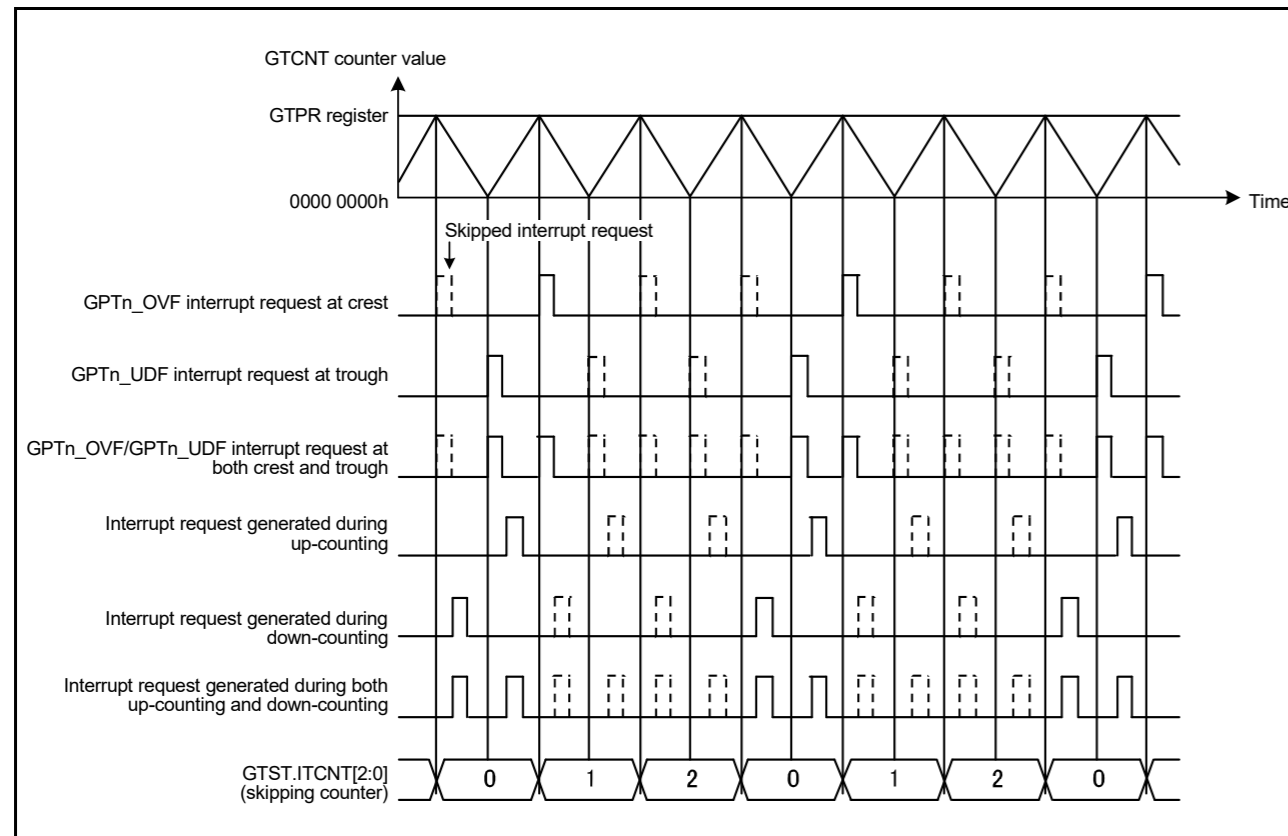 GTCNT counter value
GTPR register
0000 0000h
Time
Skipped interrupt request
GPTn_OVF interrupt request at crest
GPTn_UDF interrupt request at trough
GPTn_OVF/GPTn_UDF interrupt request at
both crest and trough
Interrupt request generated during
up-counting
Interrupt request generated during
down-counting
Interrupt request generated during both
up-counting and down-counting
GTST.ITCNT[2:0]
(skipping counter)
0 1 2 0 1 2 0